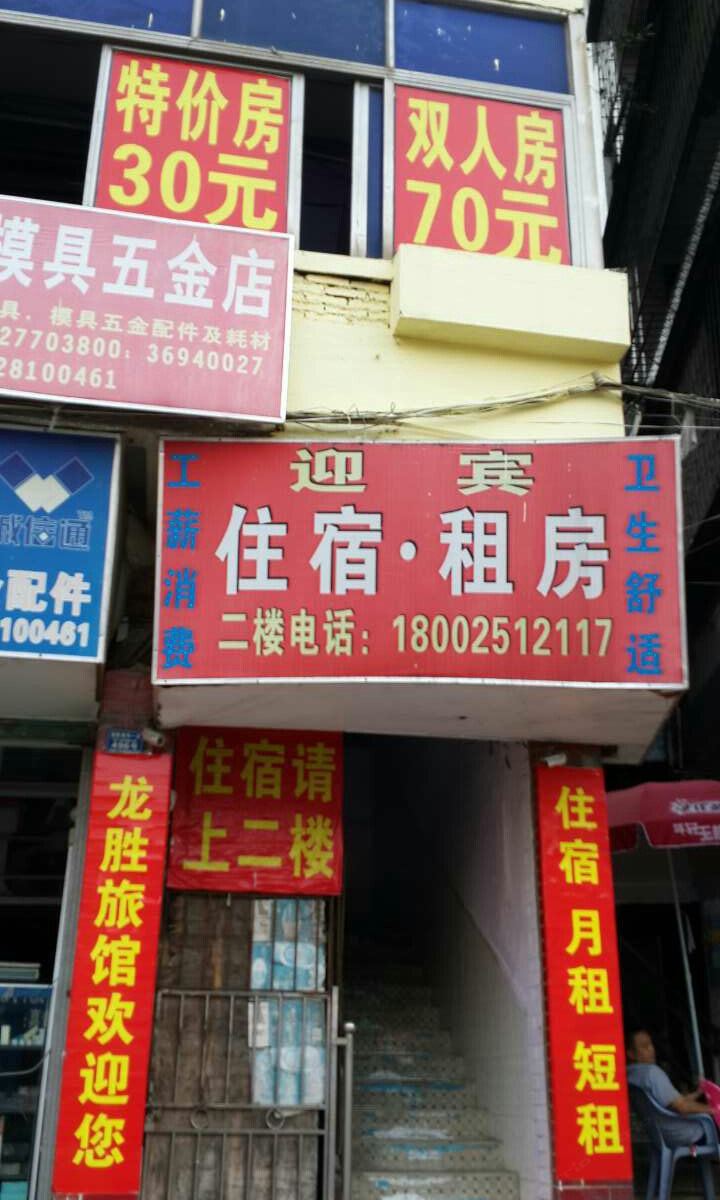 特价房
30元
双人房
70元
模具五金店
具．模具五金配件及耗材
27703800：36940027
28100461
诚信通
配件
100461
迎 宾
工薪消费
住宿·租房
卫生舒适
二楼电话：18002512117
住宿请
上二楼
龙胜旅馆欢迎您
住宿 月租 短租